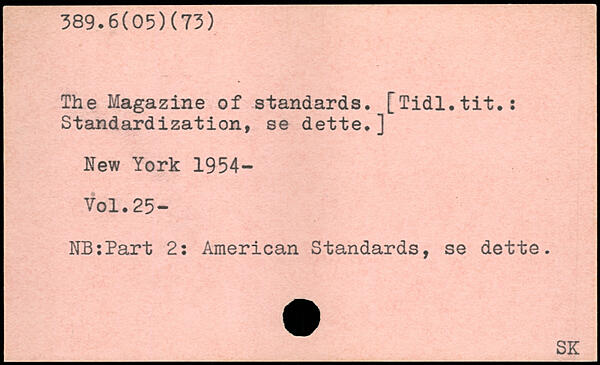 389.6(05)(73)
The Magazine of standards. [Tidl.tit.:
Standardization, se dette.]
New York 1954-
Vol.25-
NB:Part 2: American Standards, se dette.
SK